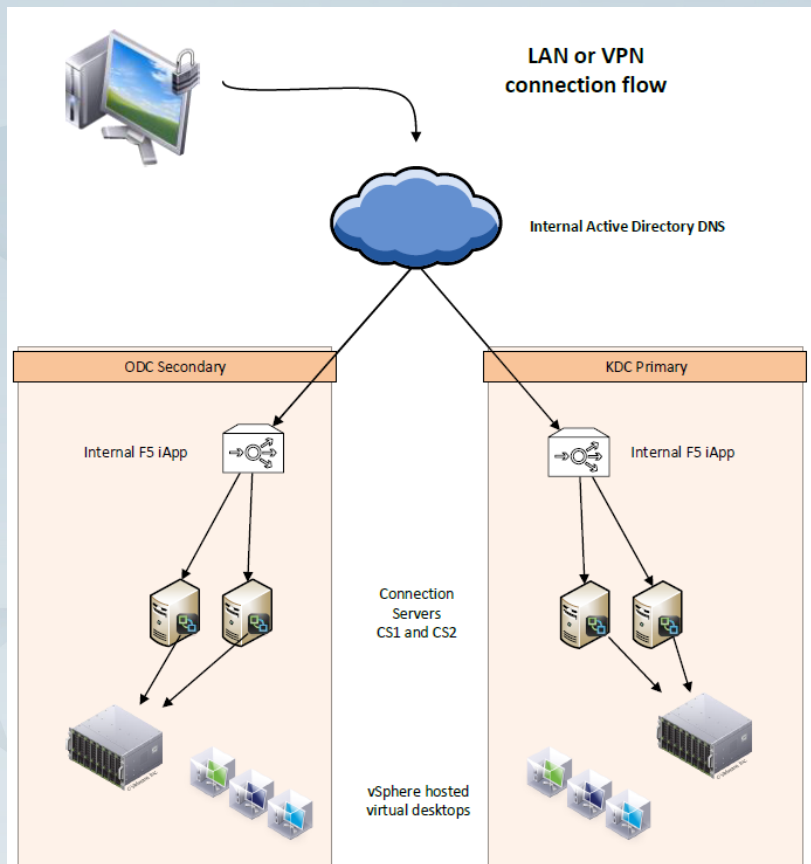 LAN or VPN
connection flow
Internal Active Directory DNS
ODC Secondary
KDC Primary
Internal F5 iApp
Internal F5 iApp
Connection
Servers
CS1 and CS2
vSphere hosted
virtual desktops